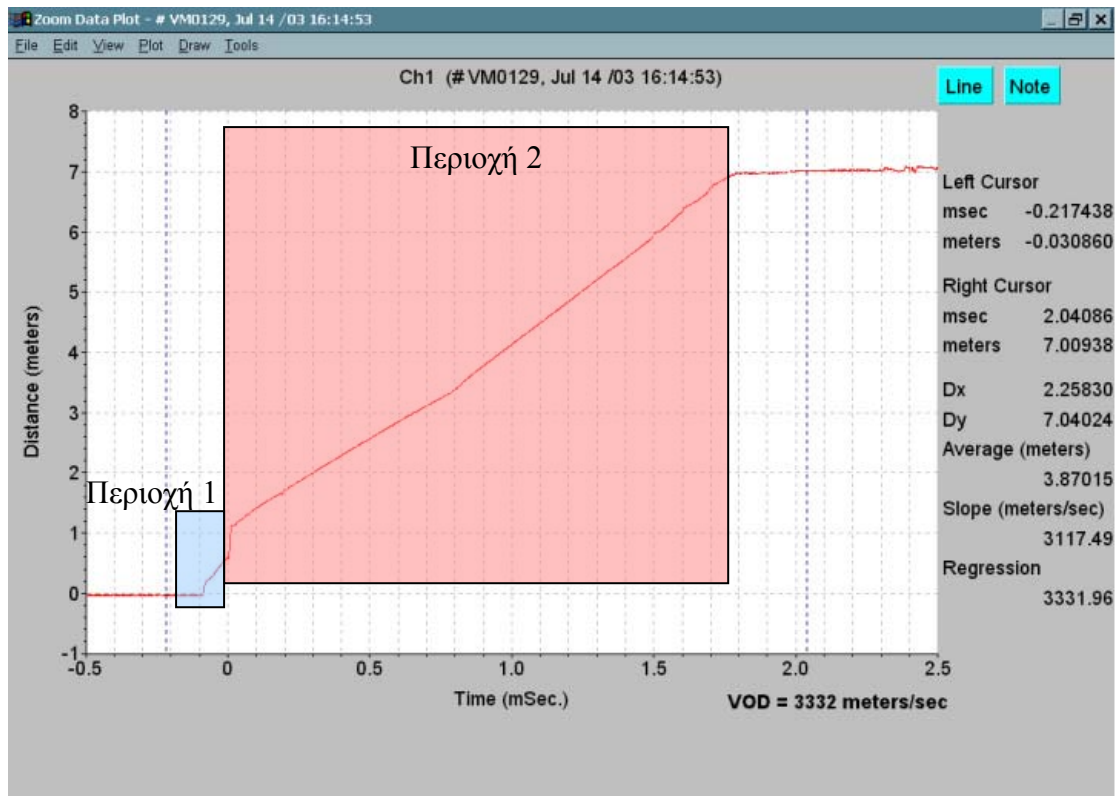 Zoom Data Plot - # VM0129, Jul 14 /03 16:14:53
File Edit View Plot Draw Tools
Ch1 (# VM0129, Jul 14 /03 16:14:53)
Line Note
8
7
6
5
4
3
2
1
0
-1
Distance (meters)
Περιοχή 1
Περιοχή 2
-0.5 0 0.5 1.0 1.5 2.0 2.5
Time (mSec.)
VOD = 3332 meters/sec
Left Cursor
msec -0.217438
meters -0.030860
Right Cursor
msec 2.04086
meters 7.00938
Dx 2.25830
Dy 7.04024
Average (meters)
3.87015
Slope (meters/sec)
3117.49
Regression
3331.96